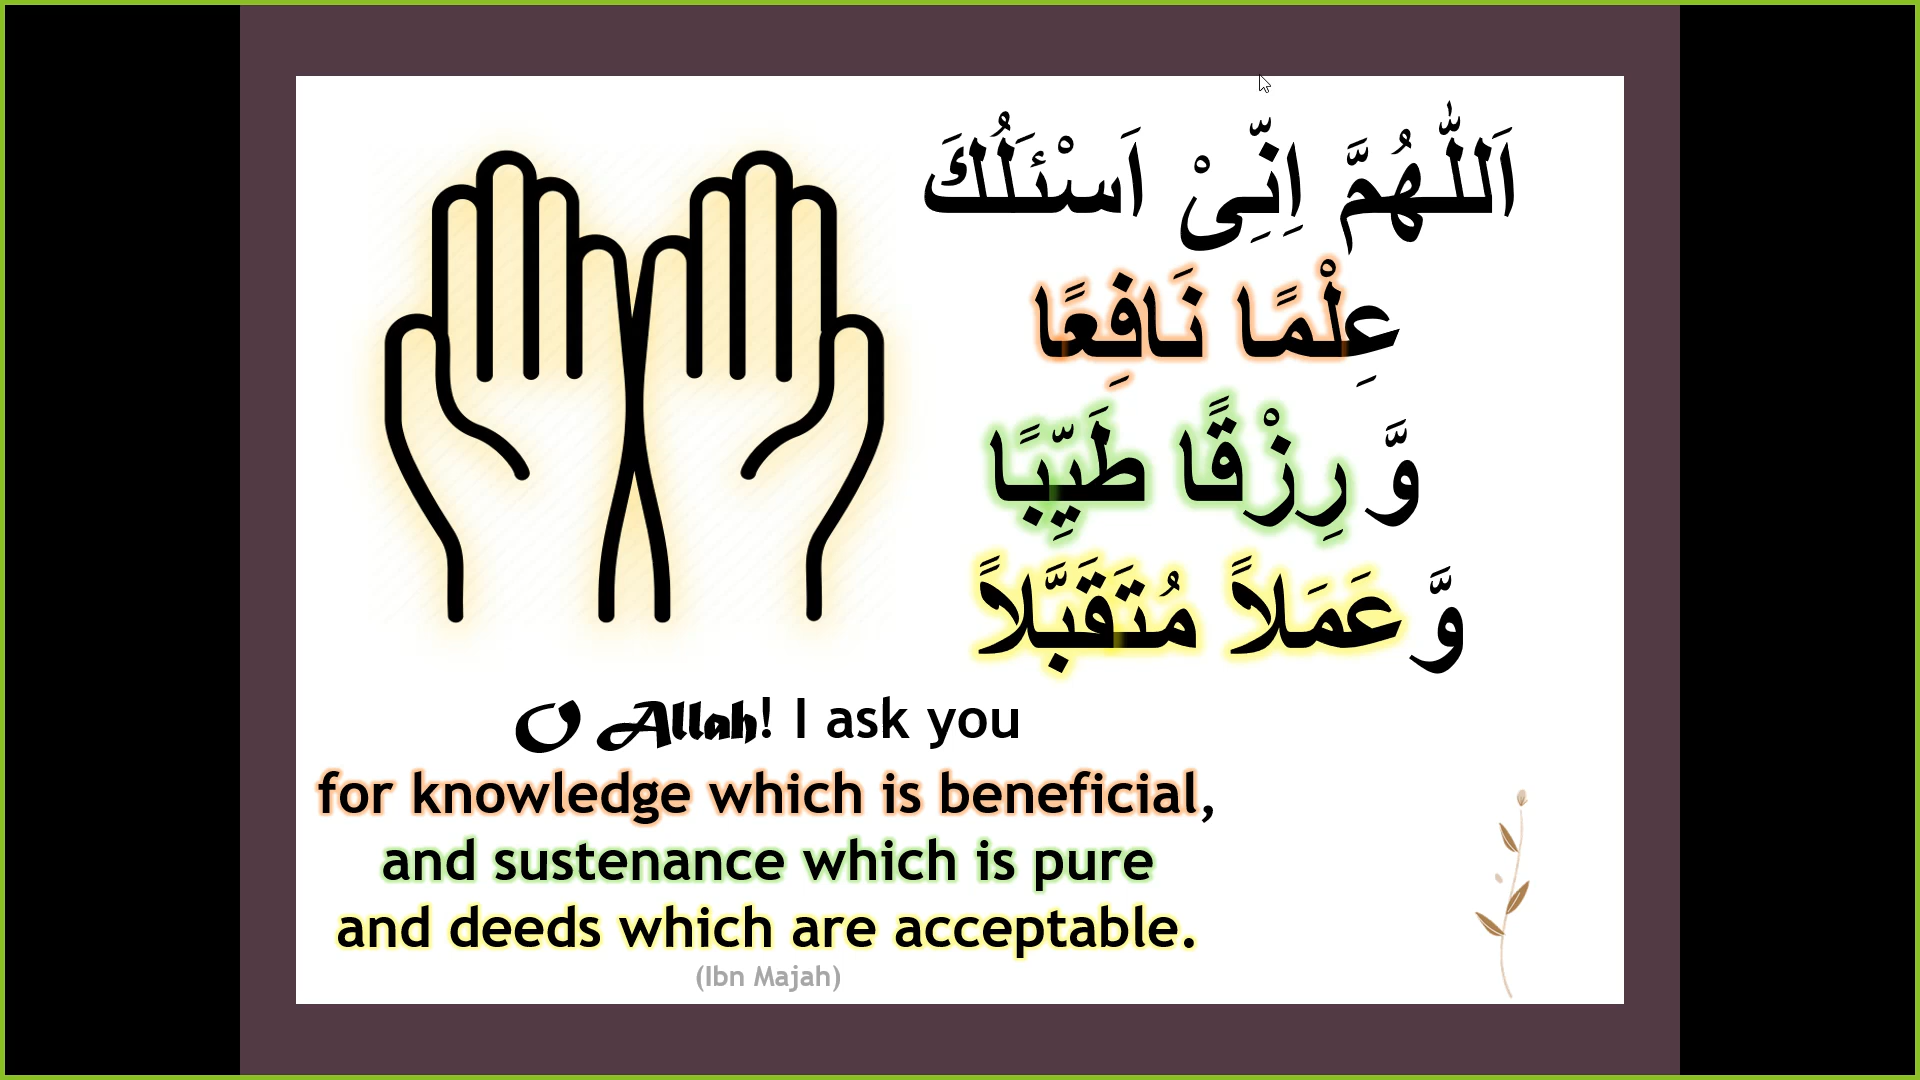 اَللّٰهُمَّ اِنِّیْ اَسْئَلُكَ
عِلْمًا نَافِعًا
وَّ رِزْقًا طَيِّبًا
وَّ عَمَلاً مُتَقَبَّلاً
O Allah! I ask you
for knowledge which is beneficial,
and sustenance which is pure
and deeds which are acceptable.
(Ibn Majah)